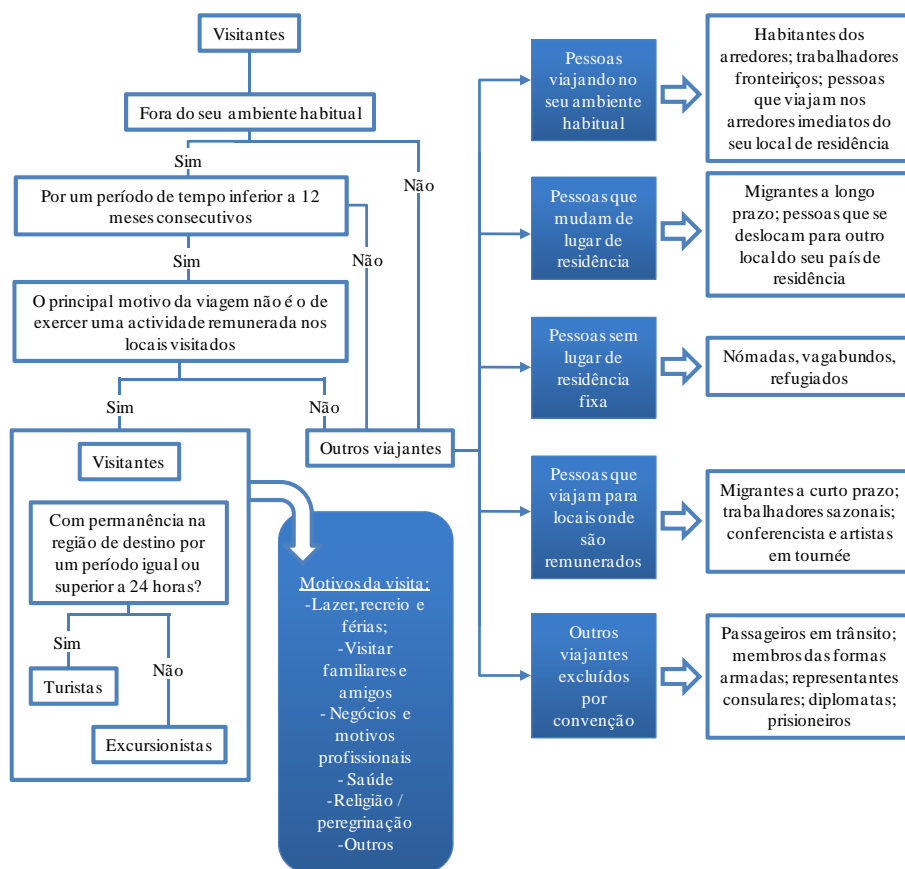 Visitantes
Fora do seu ambiente habitual
Sim
Não
Por um período de tempo inferior a 12
meses consecutivos
Sim
Não
O principal motivo da viagem não é o de
exercer uma actividade remunerada nos
locais visitados
Sim
Não
Visitantes
Outros viajantes
Com permanência na
região de destino por
um período igual ou
superior a 24 horas?
Sim
Não
Turistas
Excursionistas
Motivos da visita:
-Lazer, recreio e
férias;
-Visitar
familiares e
amigos
- Negócios e
motivos
profissionais
- Saúde
-Religião /
peregrinação
-Outros
Pessoas
viajando no
seu ambiente
habitual
Habitantes dos
arredores; trabalhadores
fronteiriços; pessoas
que viajam nos
arredores imediatos do
seu local de residência
Pessoas que
mudam de
lugar de
residência
Migrantes a longo
prazo; pessoas que se
deslocam para outro
local do seu país de
residência
Pessoas sem
lugar de
residência
fixa
Nómadas, vagabundos,
refugiados
Pessoas que
viajam para
locais onde
são
remunerados
Migrantes a curto prazo;
trabalhadores sazonais;
conferencista e artistas
em tournée
Outros
viajantes
excluídos
por
convenção
Passageiros em trânsito;
membros das formas
armadas; representantes
consulares; diplomatas;
prisioneiros